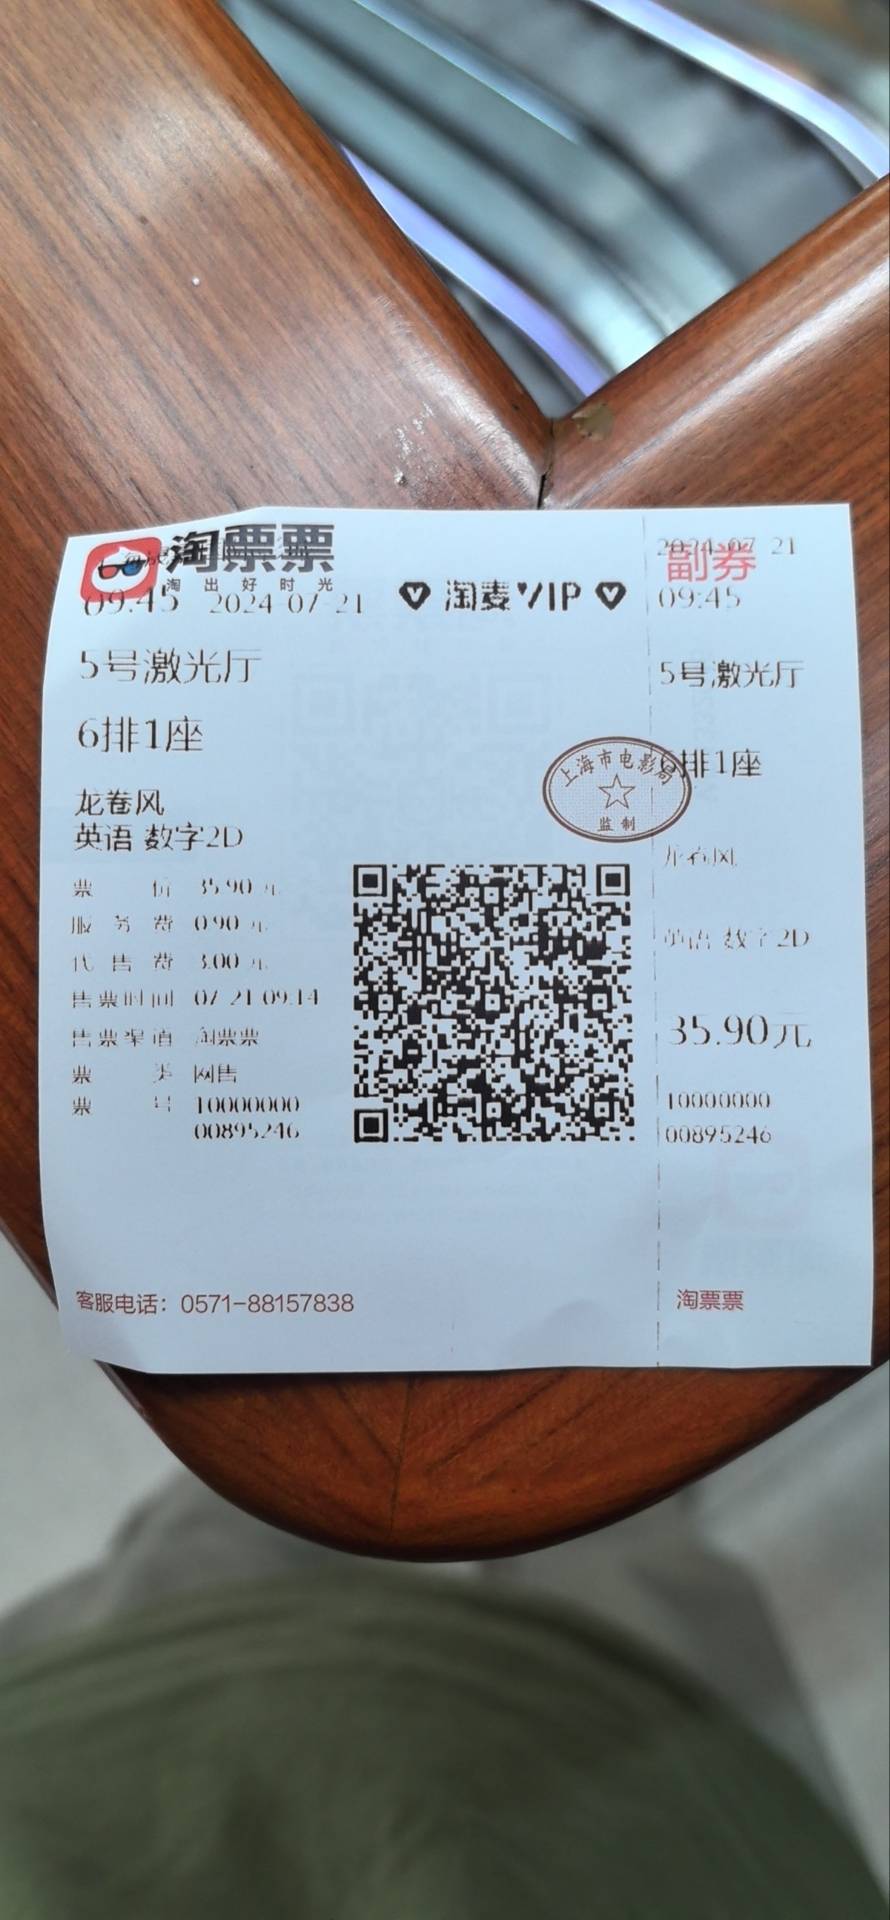 淘票票
淘出好时光
09:45 2024-07-21
淘麦VIP
5号激光厅
6排1座
龙卷风
英语 数字2D
票价 35.90 元
服务费 0.90 元
代售费 3.00 元
售票时间 07-21 09:14
售票渠道 淘票票
票类 网售
票号 10000000
00895246
上海市电影局
监制
客服电话：0571-88157838
2024-07-21
副券
09:45
5号激光厅
6排1座
龙卷风
英语 数字2D
35.90元
10000000
00895246
淘票票